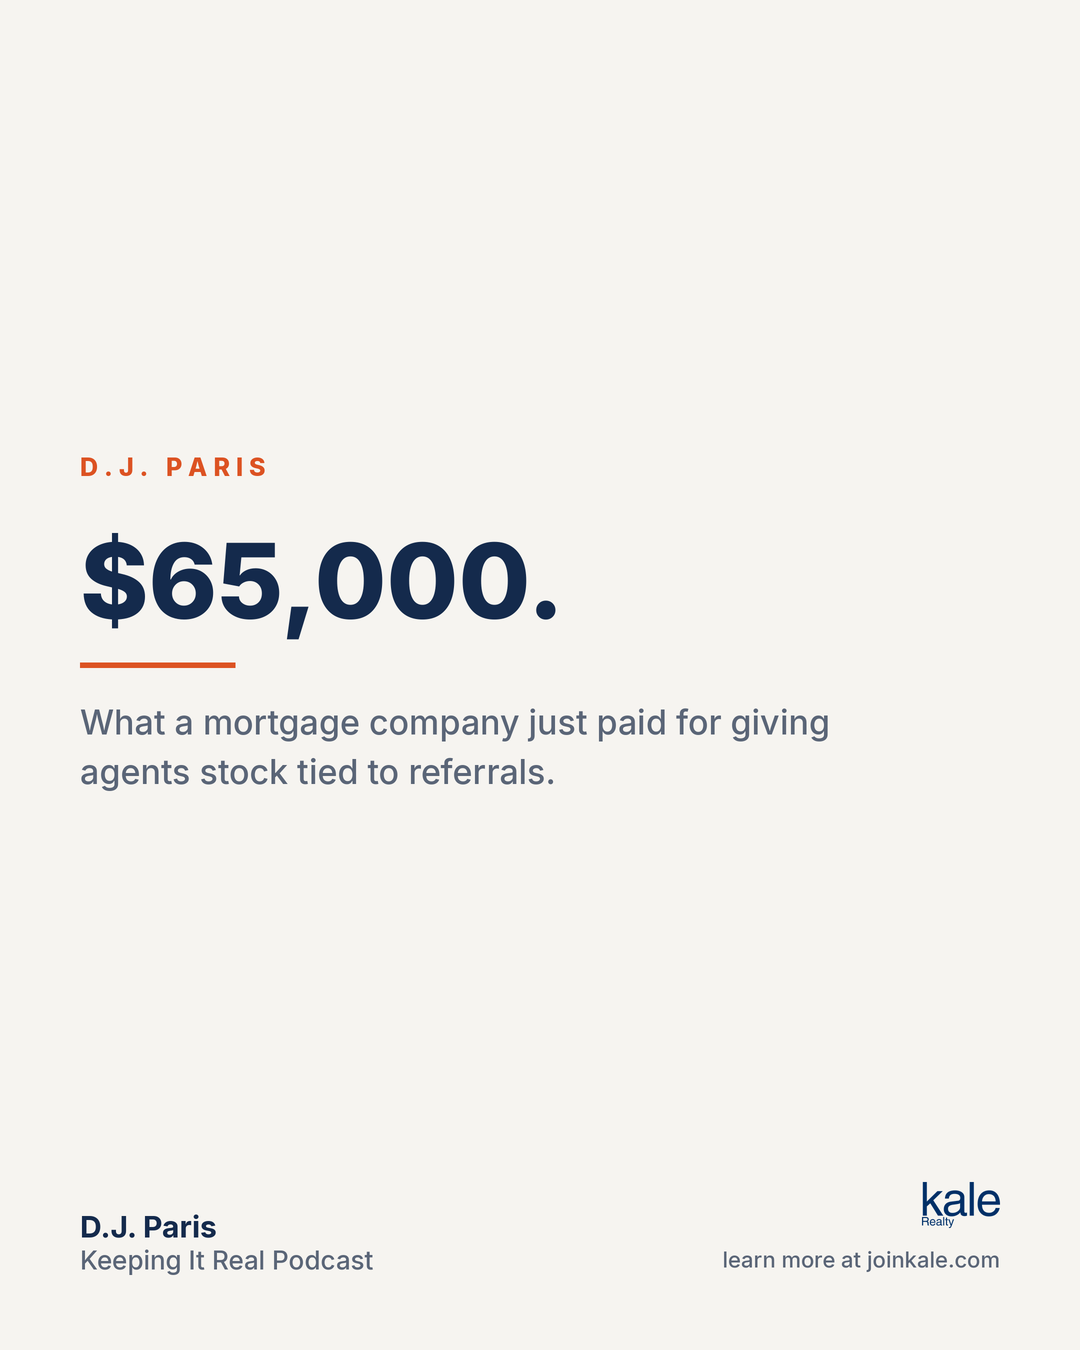 D.J. PARIS
$65,000.
What a mortgage company just paid for giving
agents stock tied to referrals.
D.J. Paris
Keeping It Real Podcast
kale
Realty
learn more at joinkale.com